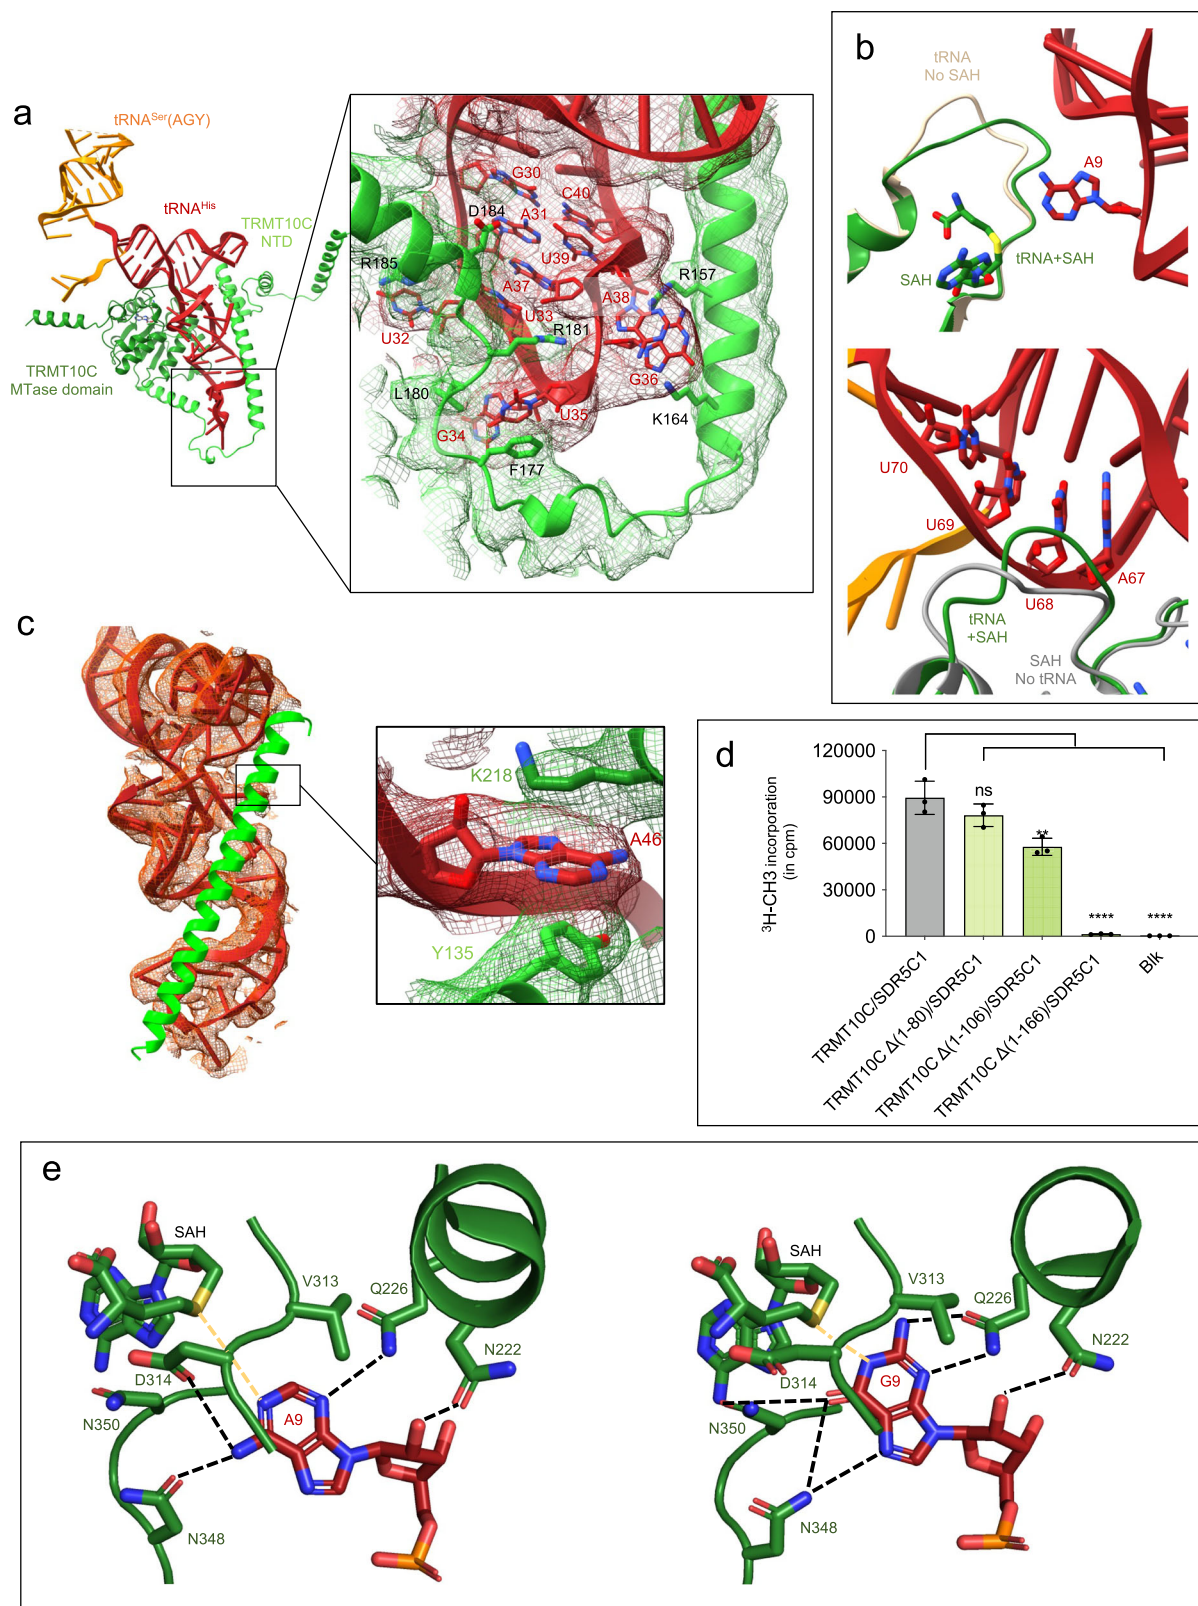 a
tRNASer(AGY)
tRNAHis
TRMT10C
NTD
TRMT10C
MTase domain
G30
C40
D184
A31
R185
U39
R157
A37
A38
U33
U32
R181
G36
L180
U35
K164
G34
F177
b
tRNA
No SAH
A9
tRNA+SAH
SAH
U70
U69
A67
U68
tRNA
+SAH
SAH
No tRNA
c
K218
A46
Y135
d
120000
90000
60000
30000
0
3H-CH3 incorporation
(in cpm)
ns
**
****
****
TRMT10C/SDR5C1
TRMT10C Δ(1-80)/SDR5C1
TRMT10C Δ(1-106)/SDR5C1
TRMT10C Δ(1-166)/SDR5C1
Blk
e
SAH
V313
Q226
N222
D314
A9
N350
N348
SAH
V313
Q226
N222
D314
G9
N350
N348